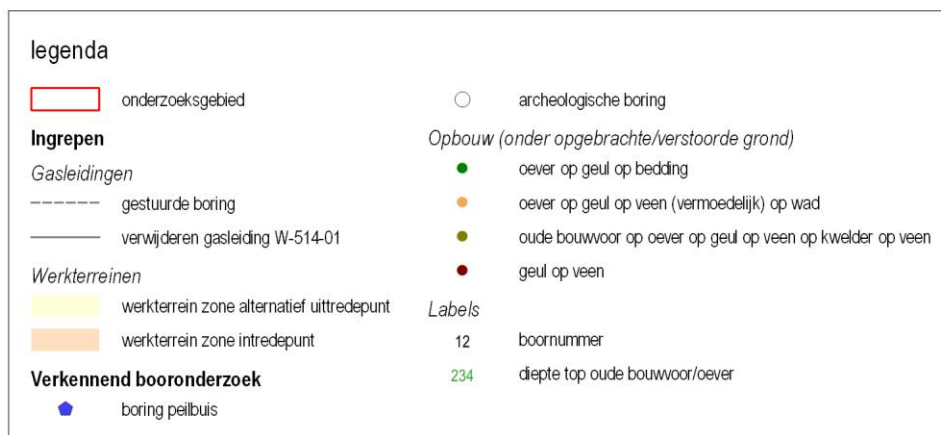 legenda
onderzoeksgebied
Ingrepen
Gasleidingen
gestuurde boring
verwijderen gasleiding W-514-01
Werkterreinen
werkterrein zone alternatief uittredepunt
werkterrein zone intredepunt
Verkennend booronderzoek
boring peilbuis
archeologische boring
Opbouw (onder opgebrachte/verstoorde grond)
oever op geul op bedding
oever op geul op veen (vermoedelijk) op wad
oude bouwvoor op oever op geul op veen op kwelder op veen
geul op veen
Labels
12 boornummer
234 diepte top oude bouwvoor/oever